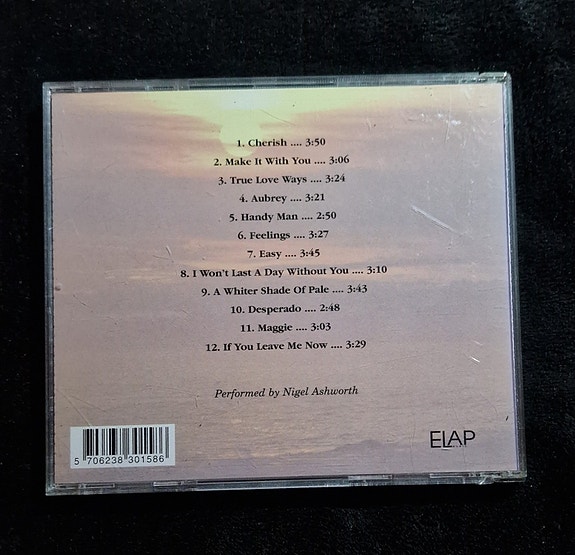 1. Cherish .... 3:50
2. Make It With You .... 3:06
3. True Love Ways .... 3:24
4. Aubrey .... 3:21
5. Handy Man .... 2:50
6. Feelings .... 3:27
7. Easy .... 3:45
8. I Won't Last A Day Without You .... 3:10
9. A Whiter Shade Of Pale .... 3:43
10. Desperado .... 2:48
11. Maggie .... 3:03
12. If You Leave Me Now .... 3:29
Performed by Nigel Ashworth
ELAP
5 706238 301586